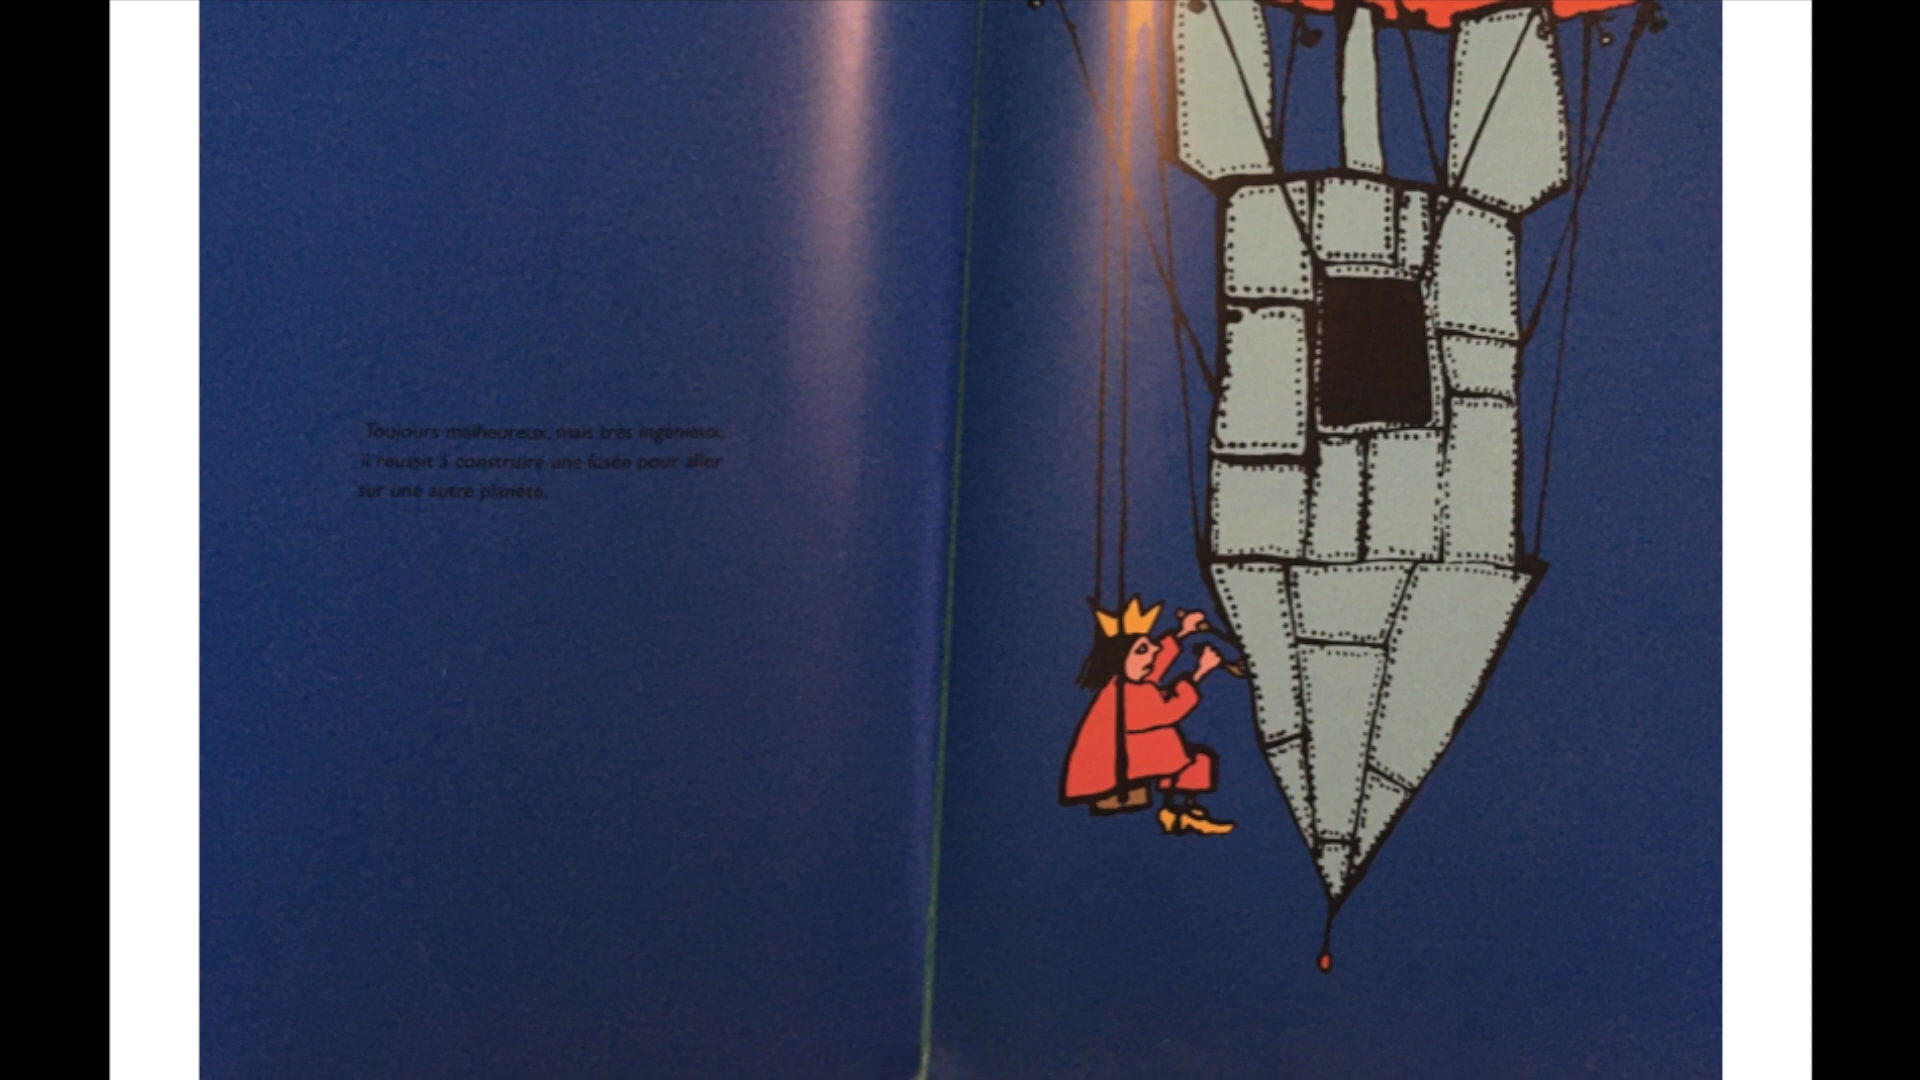 Toujours malheureux, mais très ingénieux,
il réussit à construire une fusée pour aller
sur une autre planète.